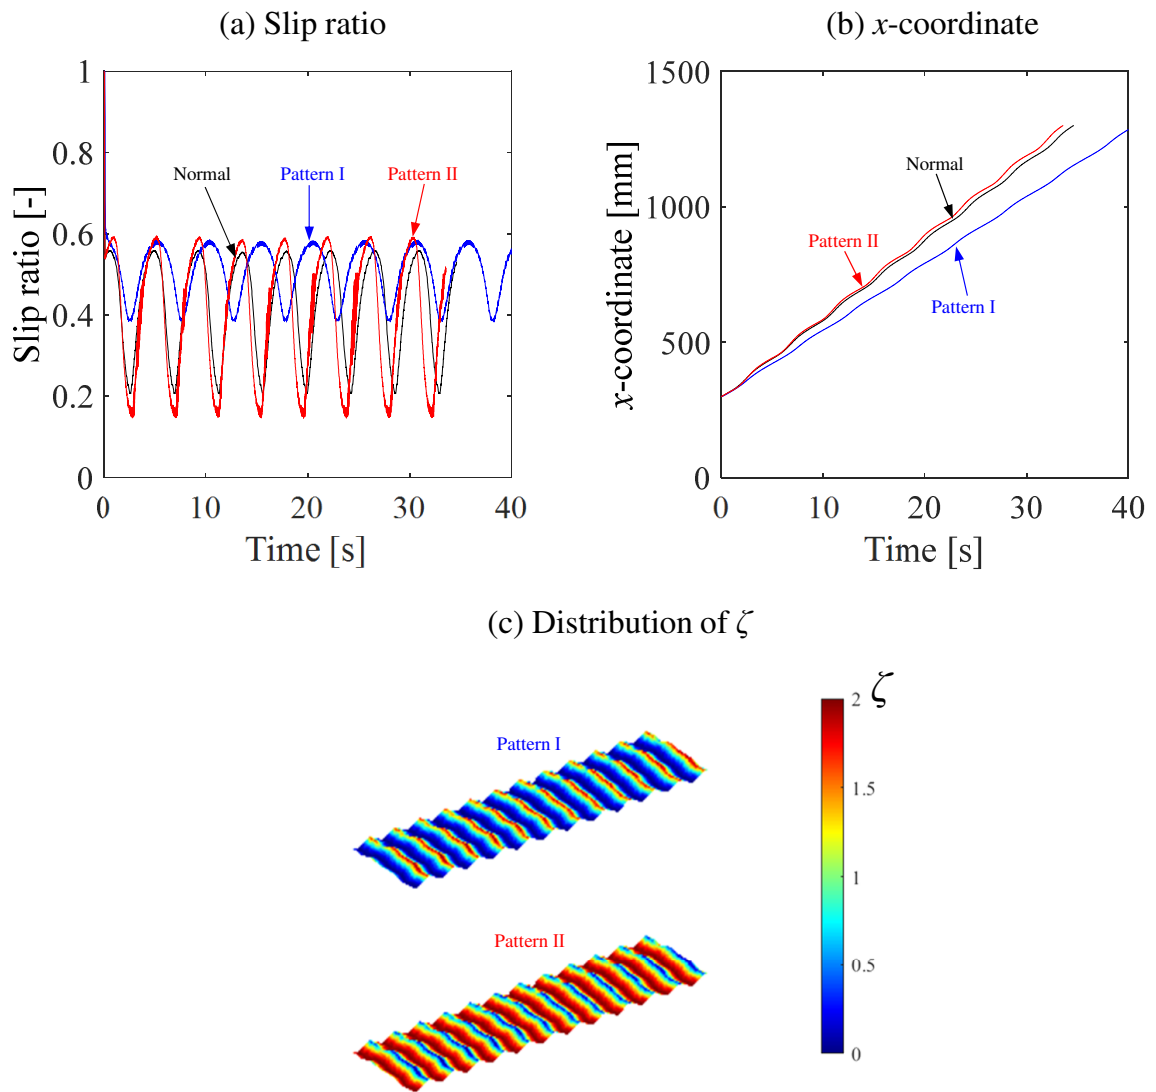 (a) Slip ratio
(b) x-coordinate
1
0.8
0.6
0.4
0.2
0
Slip ratio [-]
Normal
Pattern I
Pattern II
0 10 20 30 40
Time [s]
1500
1000
500
0
x-coordinate [mm]
Normal
Pattern II
Pattern I
0 10 20 30 40
Time [s]
(c) Distribution of ζ
ζ
Pattern I
Pattern II
2
1.5
1
0.5
0